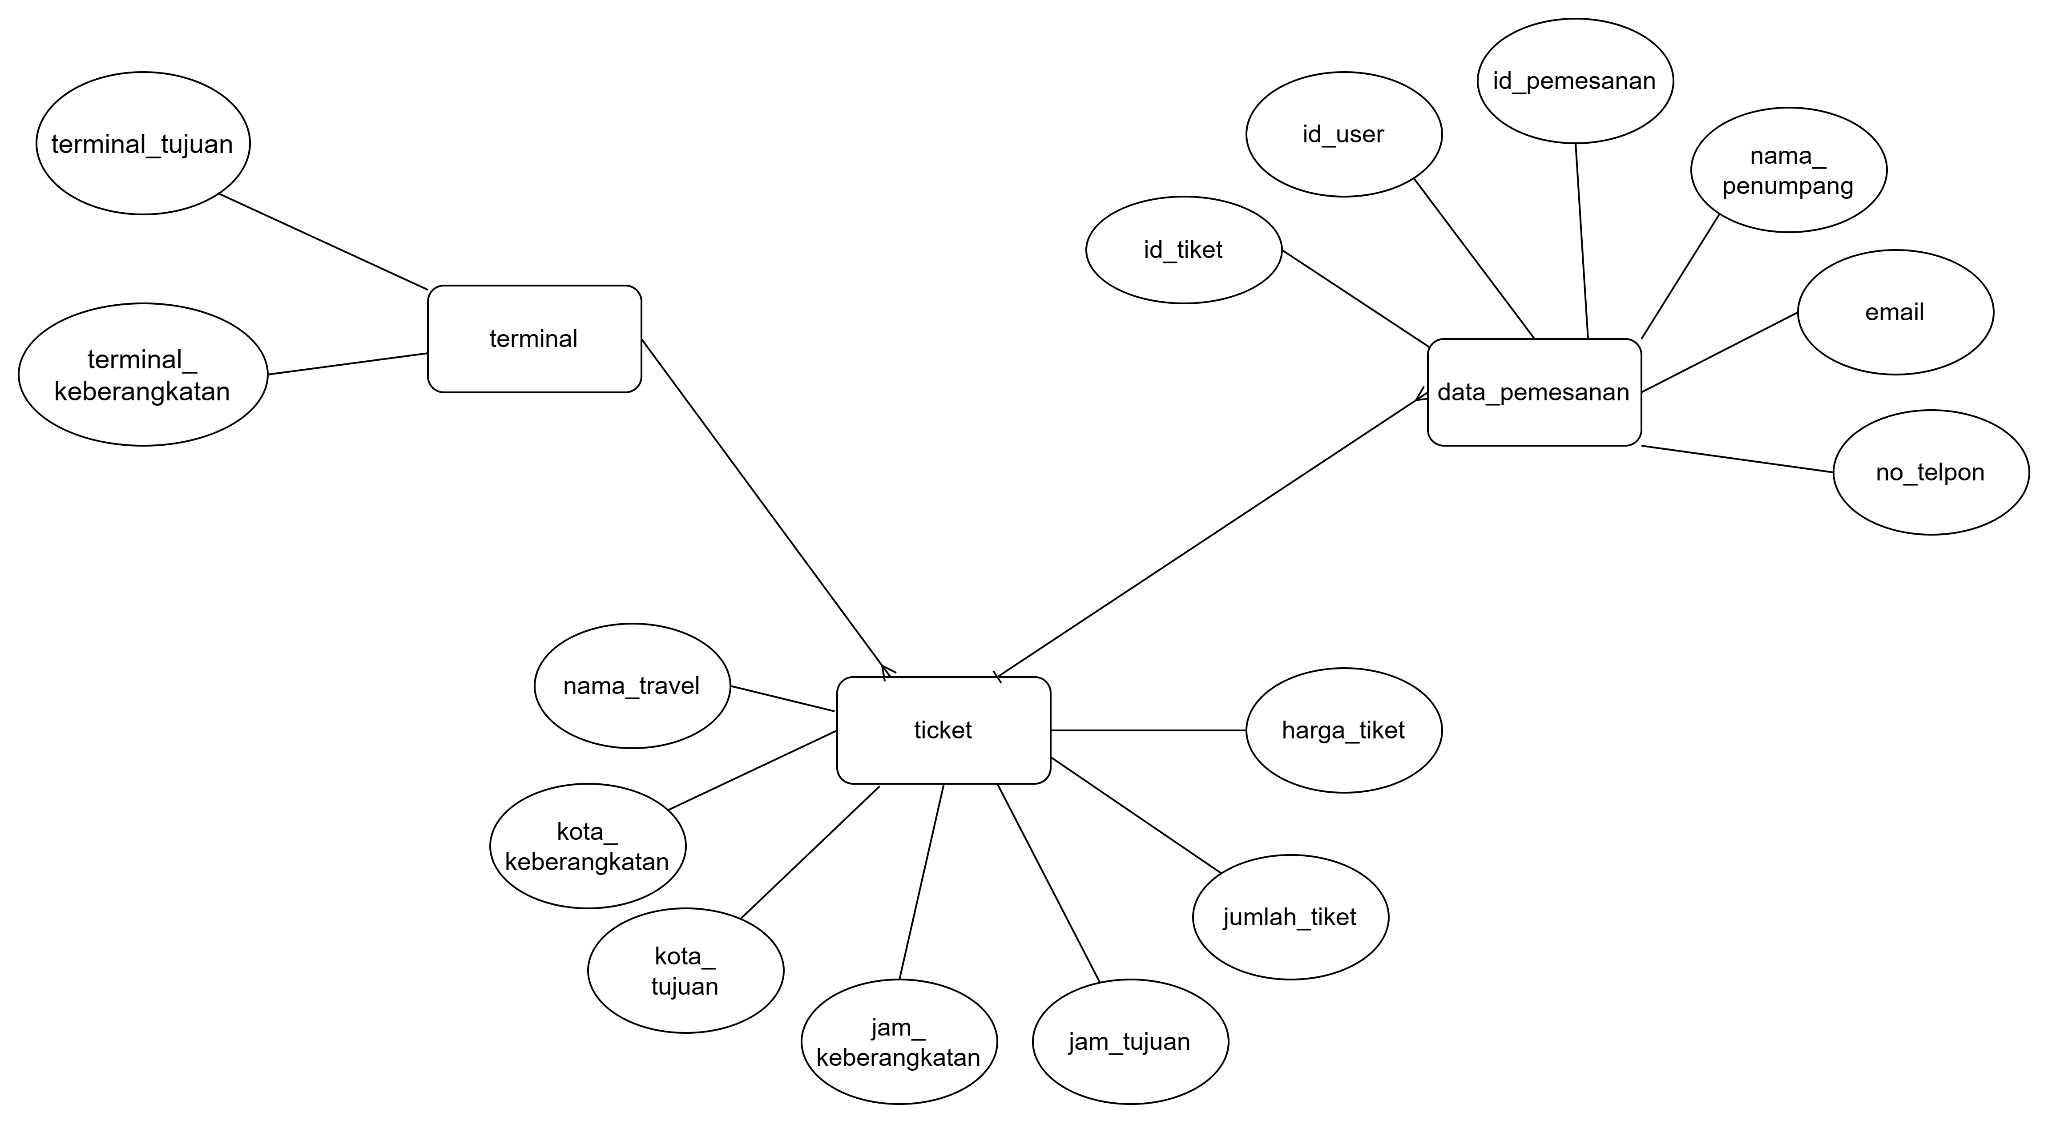 id_pemesanan
id_user
terminal_tujuan
nama_
penumpang
id_tiket
email
terminal
terminal_
keberangkatan
data_pemesanan
no_telpon
nama_travel
ticket
harga_tiket
kota_
keberangkatan
jumlah_tiket
kota_
tujuan
jam_
keberangkatan
jam_tujuan